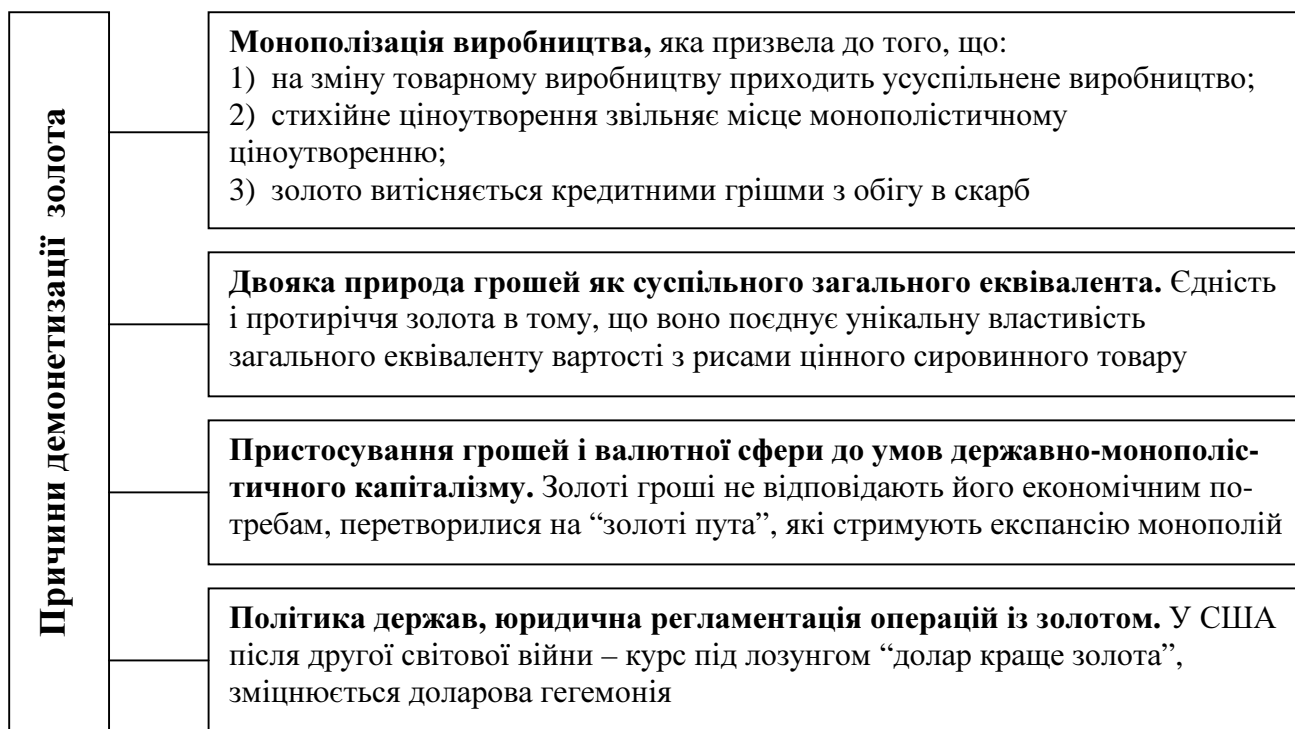 Причини демонетизації золота
Монополізація виробництва, яка призвела до того, що:
1) на зміну товарному виробництву приходить усуспільнене виробництво;
2) стихійне ціноутворення звільняє місце монополістичному
ціноутворенню;
3) золото витісняється кредитними грішми з обігу в скарб
Двояка природа грошей як суспільного загального еквівалента. Єдність
і протиріччя золота в тому, що воно поєднує унікальну властивість
загального еквіваленту вартості з рисами цінного сировинного товару
Пристосування грошей і валютної сфери до умов державно-монополіс-
тичного капіталізму. Золоті гроші не відповідають його економічним по-
требам, перетворилися на “золоті пута”, які стримують експансію монополій
Політика держав, юридична регламентація операцій із золотом. У США
після другої світової війни – курс під лозунгом “долар краще золота”,
зміцнюється доларова гегемонія